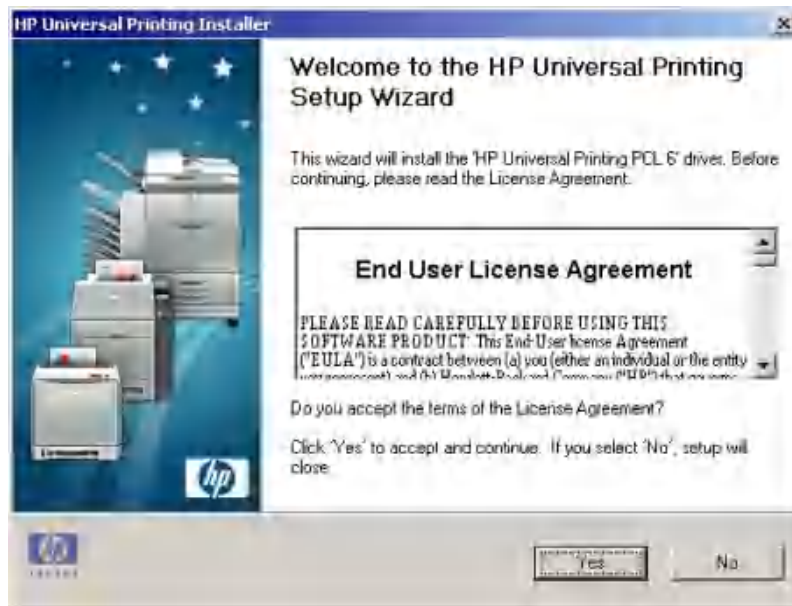 HP Universal Printing Installer
Welcome to the HP Universal Printing
Setup Wizard
This wizard will install the 'HP Universal Printing PCL 6' driver. Before
continuing, please read the License Agreement.
End User License Agreement
PLEASE READ CAREFULLY BEFORE USING THIS
SOFTWARE PRODUCT: This End-User license Agreement
("EULA") is a contract between (a) you (either an individual or the entity
Do you accept the terms of the License Agreement?
Click 'Yes' to accept and continue. If you select 'No', setup will
close.
hp
hp
invent
Yes
No